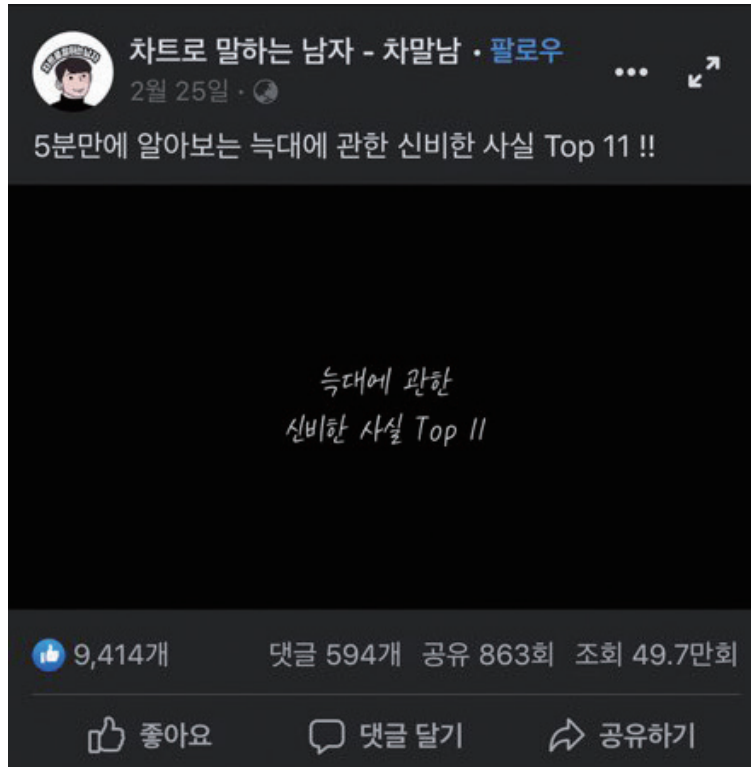 차트로 말하는 남자 - 차말남 · 팔로우
2월 25일 ·
5분만에 알아보는 늑대에 관한 신비한 사실 Top 11 !!
늑대에 관한
신비한 사실 Top 11
9,414개 댓글 594개 공유 863회 조회 49.7만회
좋아요 댓글 달기 공유하기